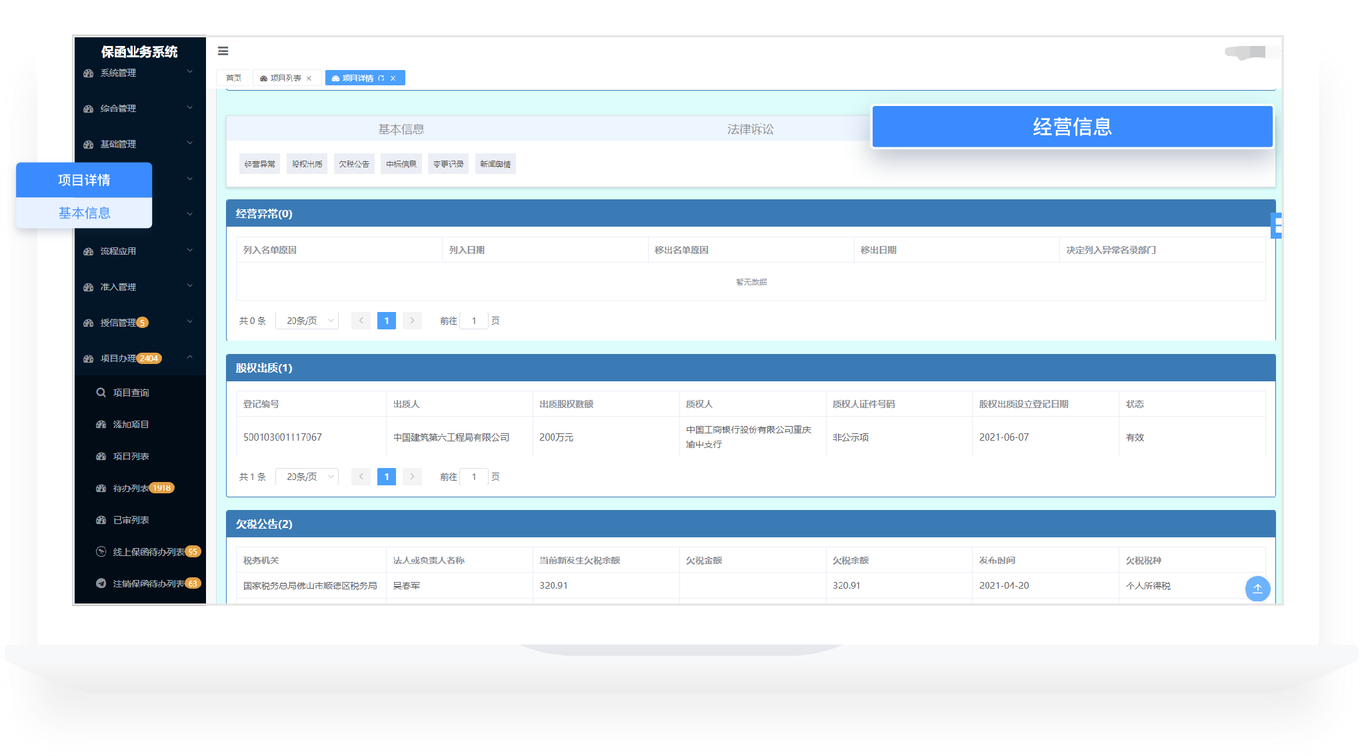 保函业务系统
系统管理
综合管理
基础管理
项目详情
基本信息
流程应用
准入管理
授信管理 5
项目办理 2404
项目查询
添加项目
项目列表
待办列表 1918
已审列表
线上保函待办列表 55
注销保函待办列表 63
首页 项目列表 × 项目详情 ×
基本信息 法律诉讼 经营信息
经营异常 股权出质 欠税公告 中标信息 变更记录 新闻舆情
经营异常(0)
列入名单原因 列入日期 移出名单原因 移出日期 决定列入异常名录部门
暂无数据
共 0 条 20条/页 < 1 > 前往 1 页
股权出质(1)
登记编号 出质人 出质股权数额 质权人 质权人证件号码 股权出质设立登记日期 状态
500103001117067 中国建筑第六工程局有限公司 200万元 中国工商银行股份有限公司重庆 非公示项 2021-06-07 有效
渝中支行
共 1 条 20条/页 < 1 > 前往 1 页
欠税公告(2)
税务机关 法人或负责人名称 当前新发生欠税余额 欠税金额 欠税余额 发布时间 欠税税种
国家税务总局佛山市顺德区税务局 吴春军 320.91 320.91 2021-04-20 个人所得税